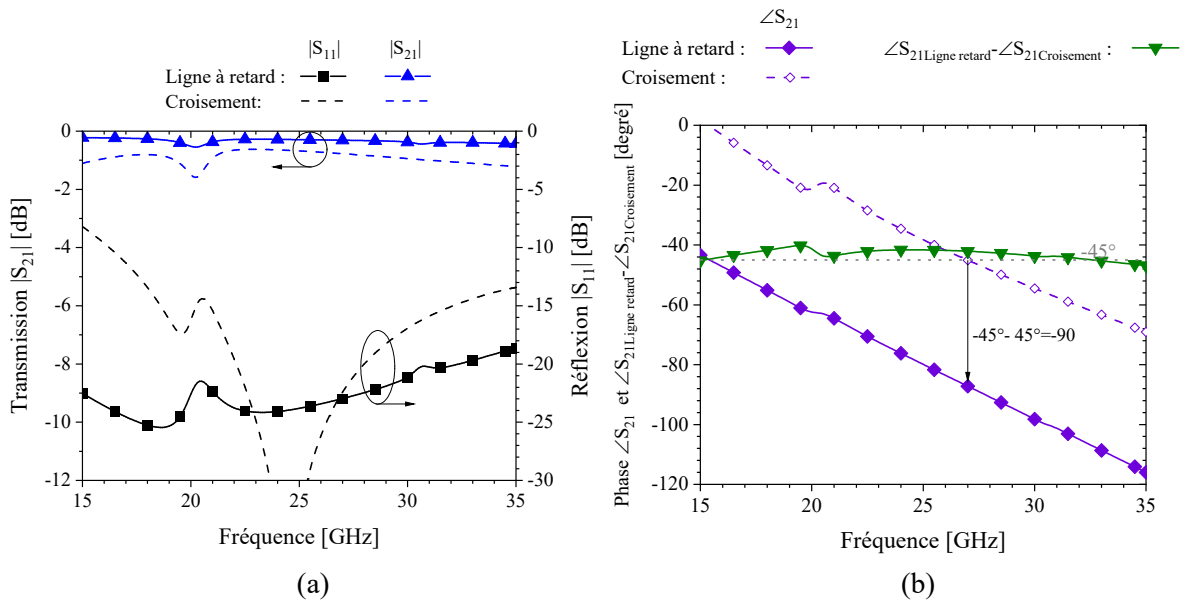 |S11| |S21|
Ligne à retard :
Croisement:
0
-2
-4
-6
-8
-10
-12
Transmission |S21| [dB]
0
-5
-10
-15
-20
-25
-30
Réflexion |S11| [dB]
15 20 25 30 35
Fréquence [GHz]
(a)
∠S21
Ligne à retard :
Croisement :
∠S21Ligne retard-∠S21Croisement :
0
-20
-40
-60
-80
-100
-120
Phase ∠S21 et ∠S21Ligne retard-∠S21Croisement [degré]
-45°
-45°- 45°=-90
15 20 25 30 35
Fréquence [GHz]
(b)